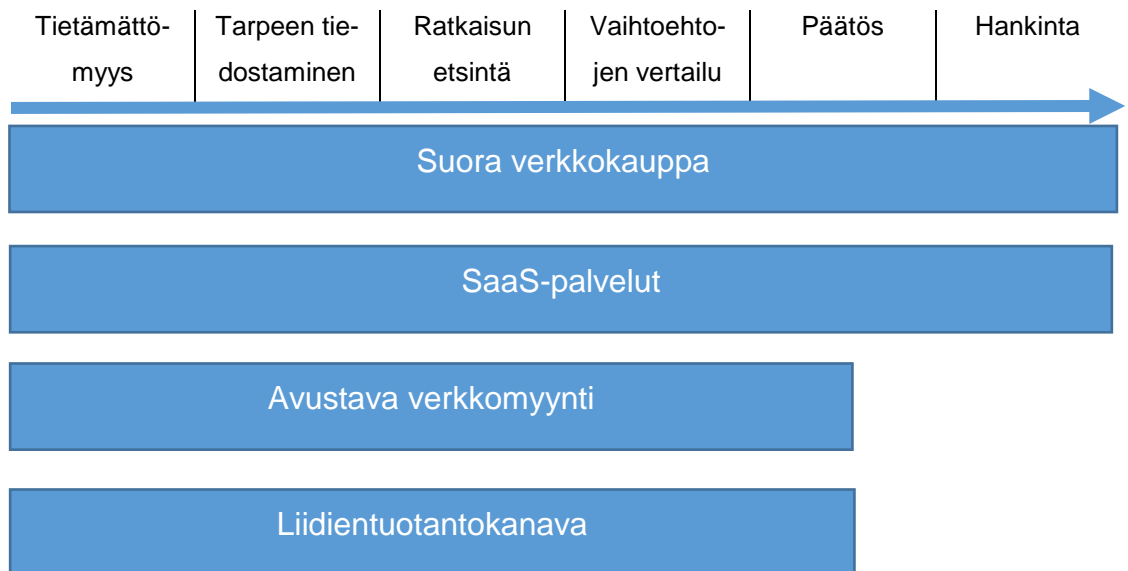 Tietämättö-
myys
Tarpeen tie-
dostaminen
Ratkaisun
etsintä
Vaihtoehto-
jen vertailu
Päätös
Hankinta
Suora verkkokauppa
SaaS-palvelut
Avustava verkkomyynti
Liidientuotantokanava